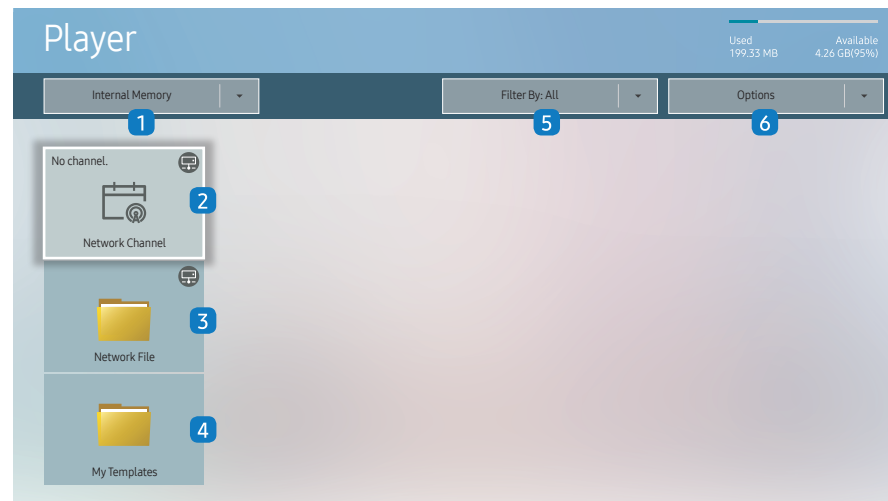 Player
Used Available
199.33 MB 4.26 GB(95%)
Internal Memory
Filter By: All
Options
1
5
6
No channel.
2
Network Channel
3
Network File
4
My Templates